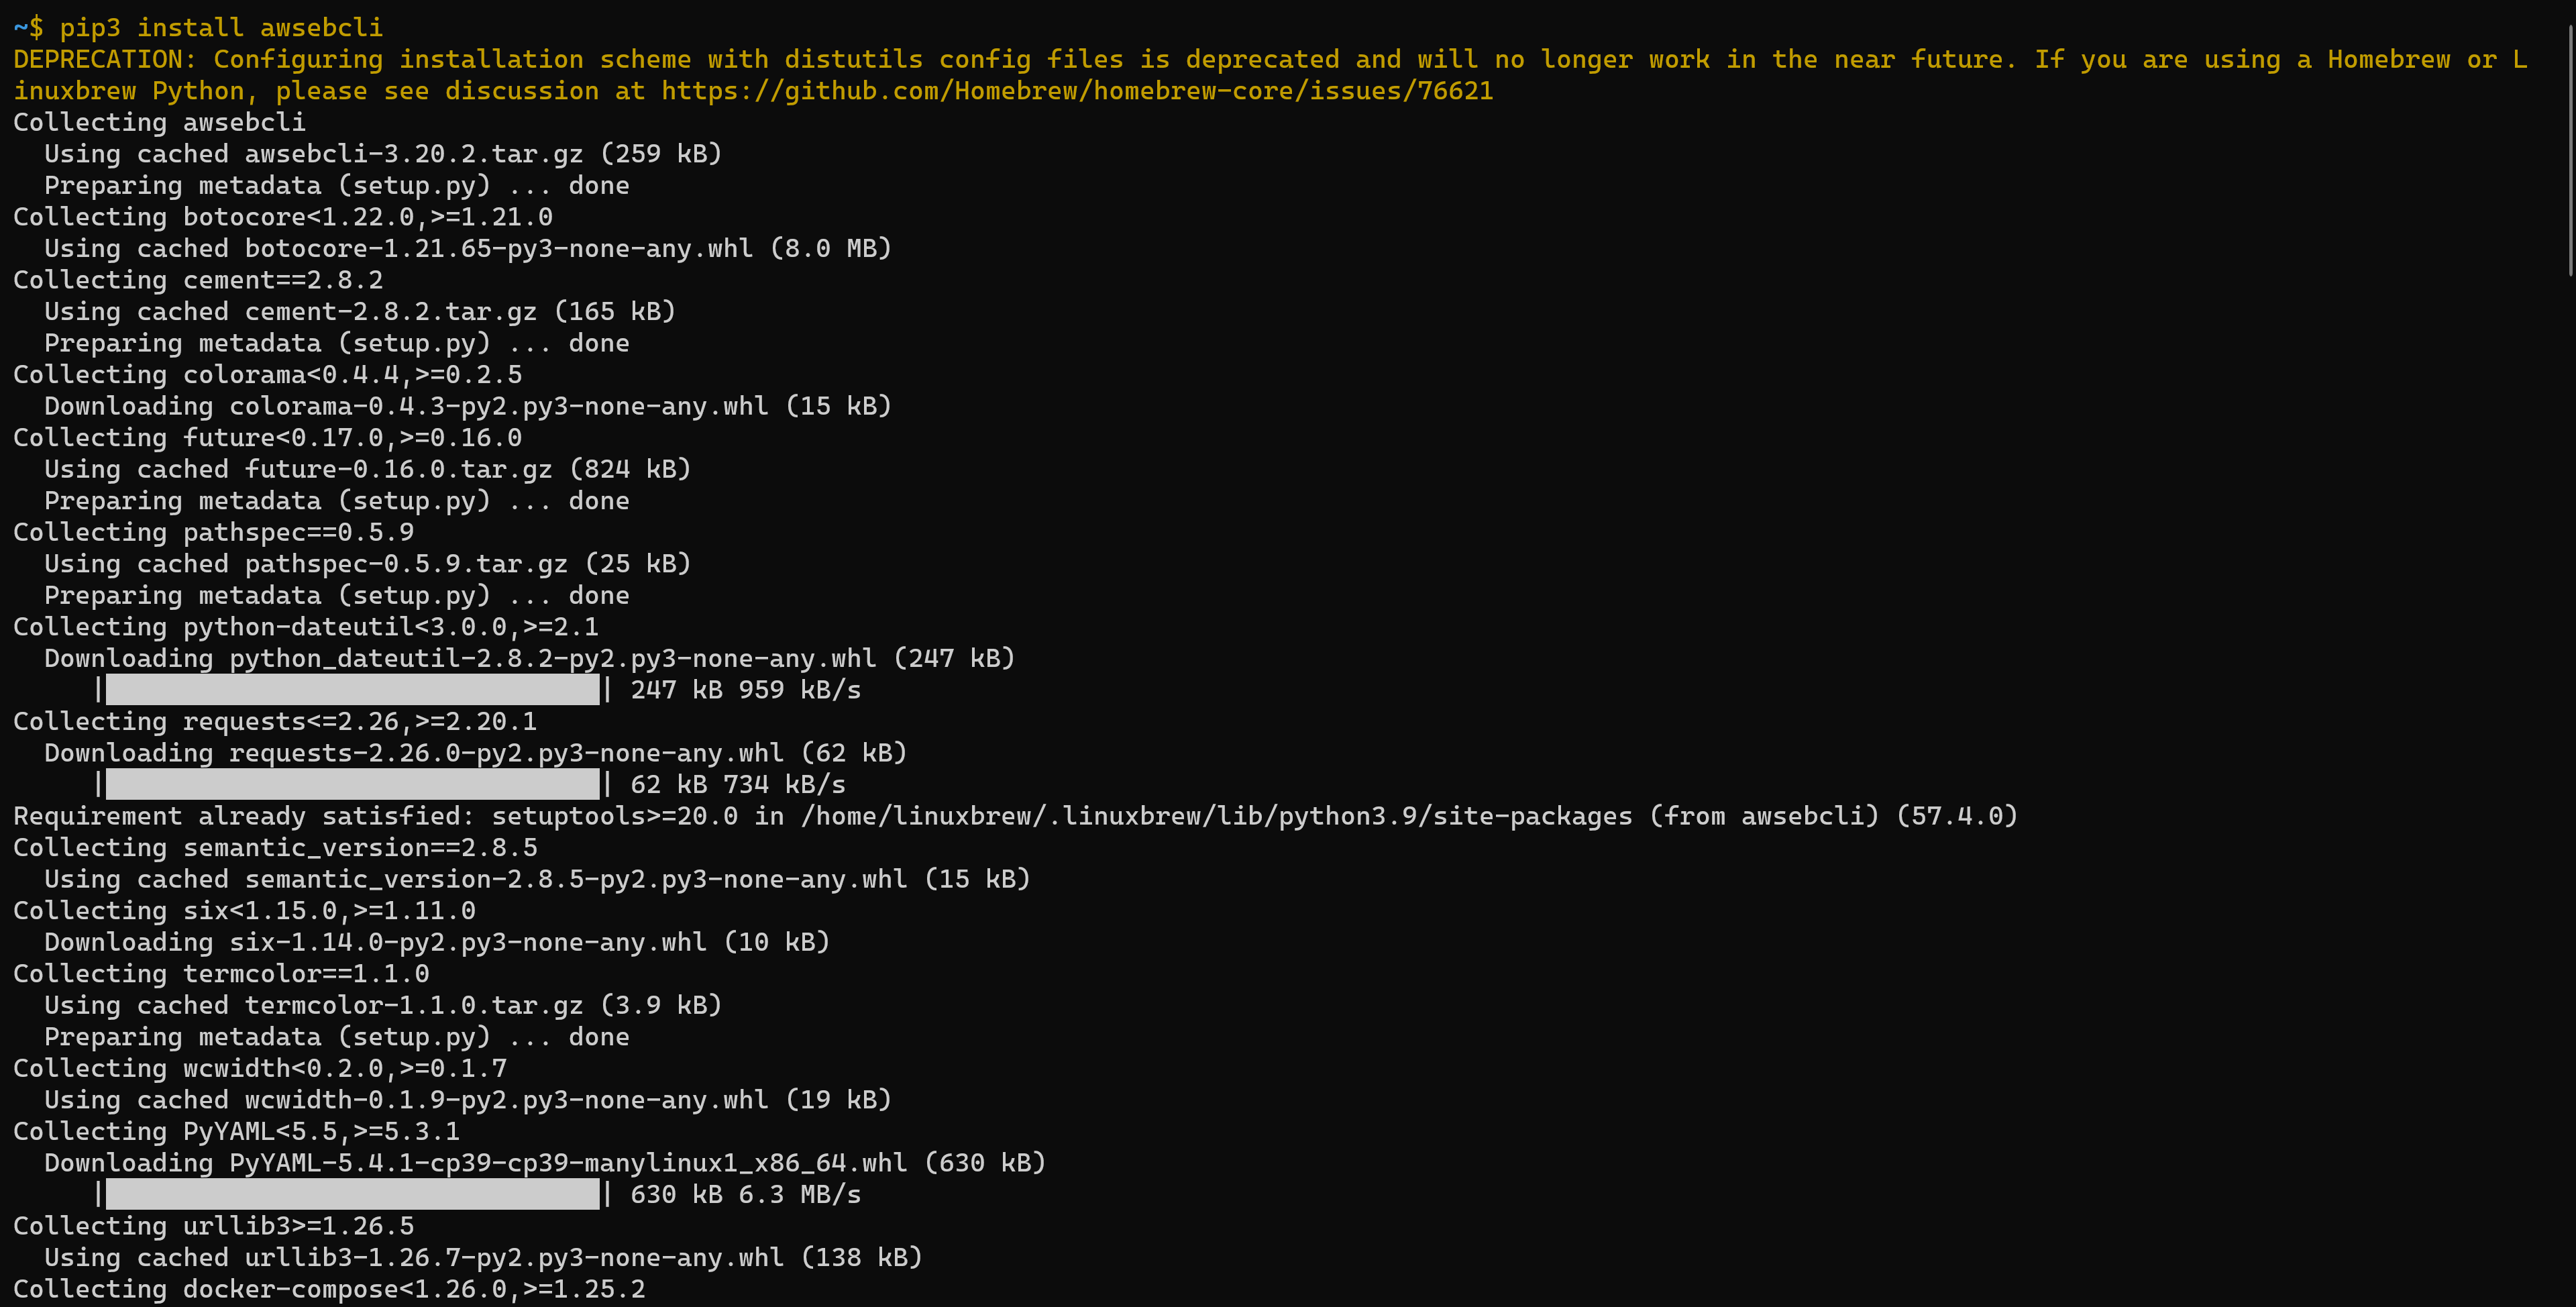 ~$ pip3 install awsebcli
DEPRECATION: Configuring installation scheme with distutils config files is deprecated and will no longer work in the near future. If you are using a Homebrew or L
inuxbrew Python, please see discussion at https://github.com/Homebrew/homebrew-core/issues/76621
Collecting awsebcli
  Using cached awsebcli-3.20.2.tar.gz (259 kB)
  Preparing metadata (setup.py) ... done
Collecting botocore<1.22.0,>=1.21.0
  Using cached botocore-1.21.65-py3-none-any.whl (8.0 MB)
Collecting cement==2.8.2
  Using cached cement-2.8.2.tar.gz (165 kB)
  Preparing metadata (setup.py) ... done
Collecting colorama<0.4.4,>=0.2.5
  Downloading colorama-0.4.3-py2.py3-none-any.whl (15 kB)
Collecting future<0.17.0,>=0.16.0
  Using cached future-0.16.0.tar.gz (824 kB)
  Preparing metadata (setup.py) ... done
Collecting pathspec==0.5.9
  Using cached pathspec-0.5.9.tar.gz (25 kB)
  Preparing metadata (setup.py) ... done
Collecting python-dateutil<3.0.0,>=2.1
  Downloading python_dateutil-2.8.2-py2.py3-none-any.whl (247 kB)
     |████████████████████████████████| 247 kB 959 kB/s
Collecting requests<=2.26,>=2.20.1
  Downloading requests-2.26.0-py2.py3-none-any.whl (62 kB)
     |████████████████████████████████| 62 kB 734 kB/s
Requirement already satisfied: setuptools>=20.0 in /home/linuxbrew/.linuxbrew/lib/python3.9/site-packages (from awsebcli) (57.4.0)
Collecting semantic_version==2.8.5
  Using cached semantic_version-2.8.5-py2.py3-none-any.whl (15 kB)
Collecting six<1.15.0,>=1.11.0
  Downloading six-1.14.0-py2.py3-none-any.whl (10 kB)
Collecting termcolor==1.1.0
  Using cached termcolor-1.1.0.tar.gz (3.9 kB)
  Preparing metadata (setup.py) ... done
Collecting wcwidth<0.2.0,>=0.1.7
  Using cached wcwidth-0.1.9-py2.py3-none-any.whl (19 kB)
Collecting PyYAML<5.5,>=5.3.1
  Downloading PyYAML-5.4.1-cp39-cp39-manylinux1_x86_64.whl (630 kB)
     |████████████████████████████████| 630 kB 6.3 MB/s
Collecting urllib3>=1.26.5
  Using cached urllib3-1.26.7-py2.py3-none-any.whl (138 kB)
Collecting docker-compose<1.26.0,>=1.25.2